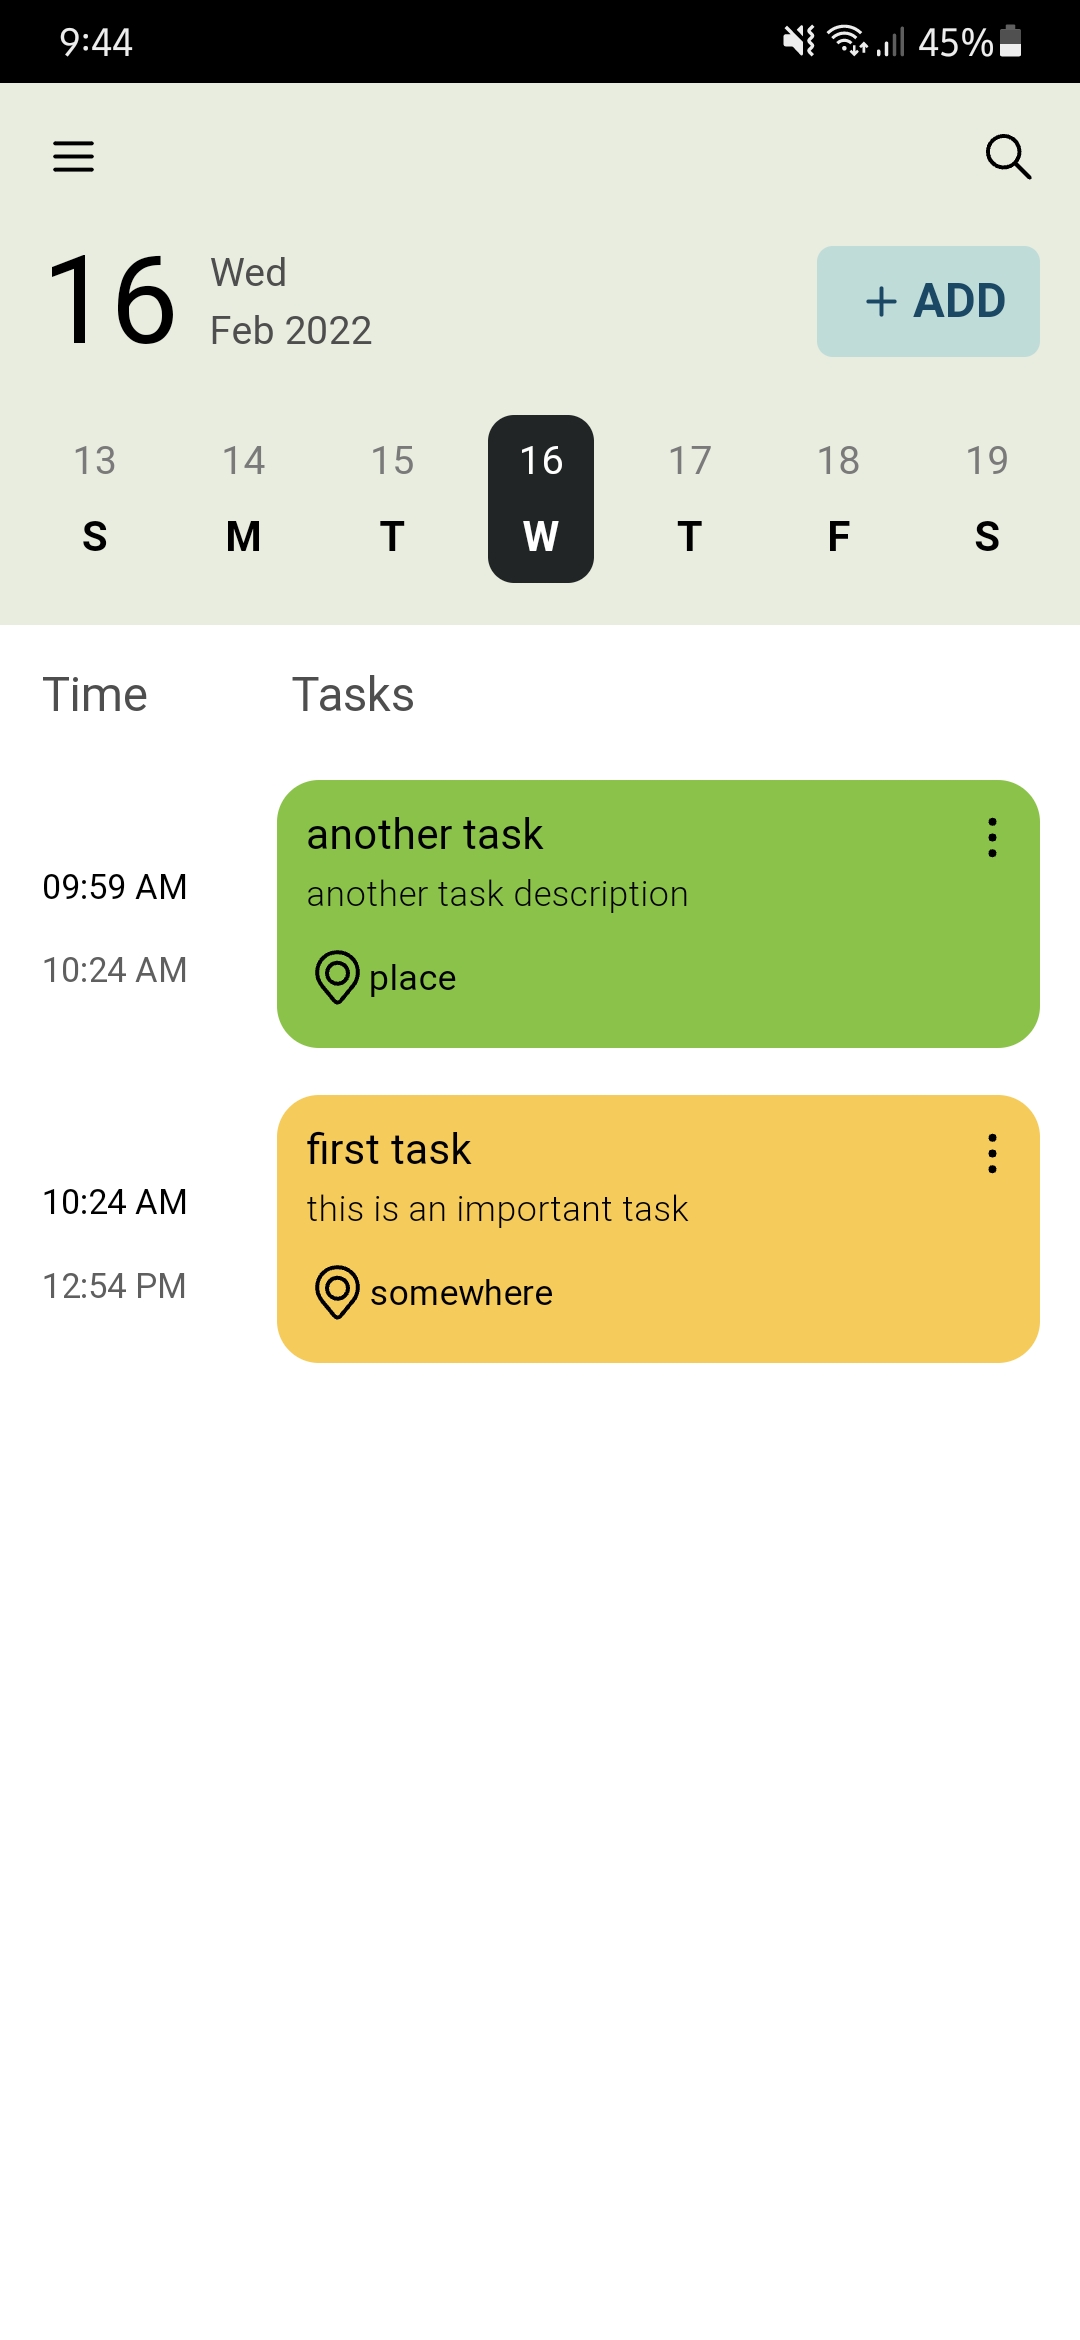 9:44
45%
16
Wed
Feb 2022
+ ADD
13 14 15 16 17 18 19
S M T W T F S
Time Tasks
another task
another task description
09:59 AM
10:24 AM
place
first task
this is an important task
10:24 AM
12:54 PM
somewhere